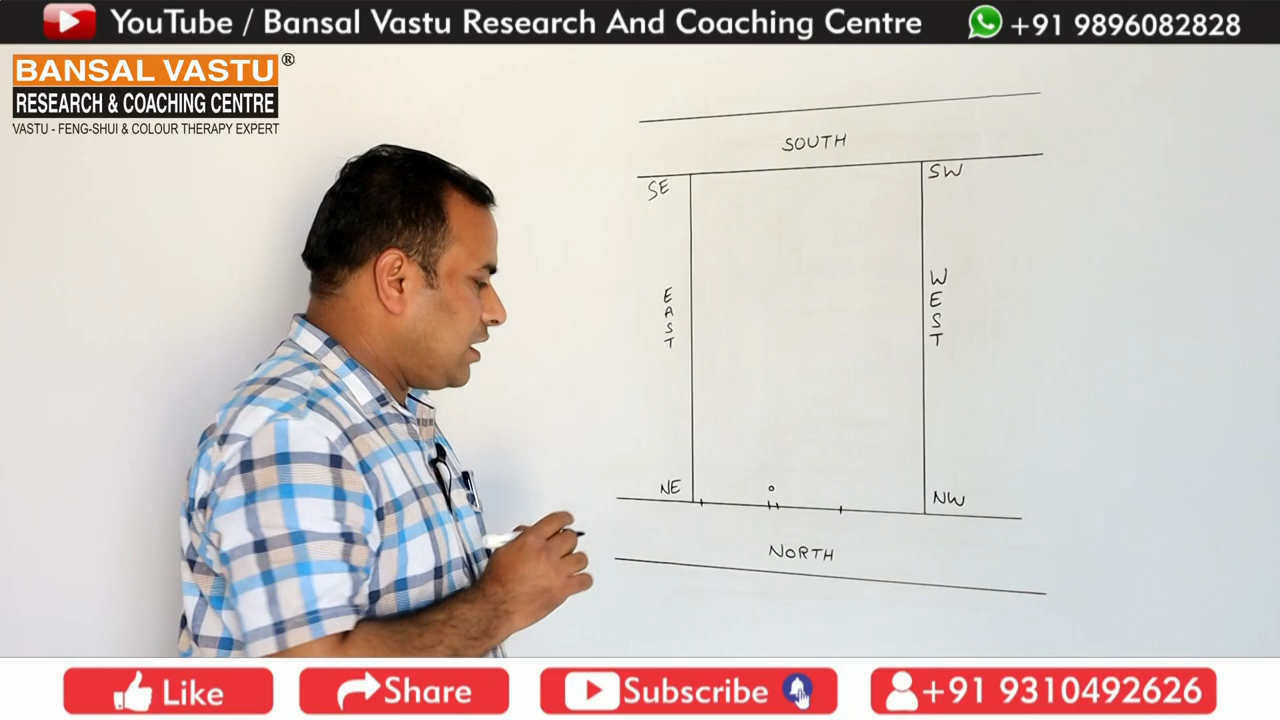 YouTube / Bansal Vastu Research And Coaching Centre
+91 9896082828
BANSAL VASTU ®
RESEARCH & COACHING CENTRE
VASTU - FENG-SHUI & COLOUR THERAPY EXPERT
SOUTH
SE
SW
EAST
WEST
NE
NW
NORTH
Like
Share
Subscribe
+91 9310492626